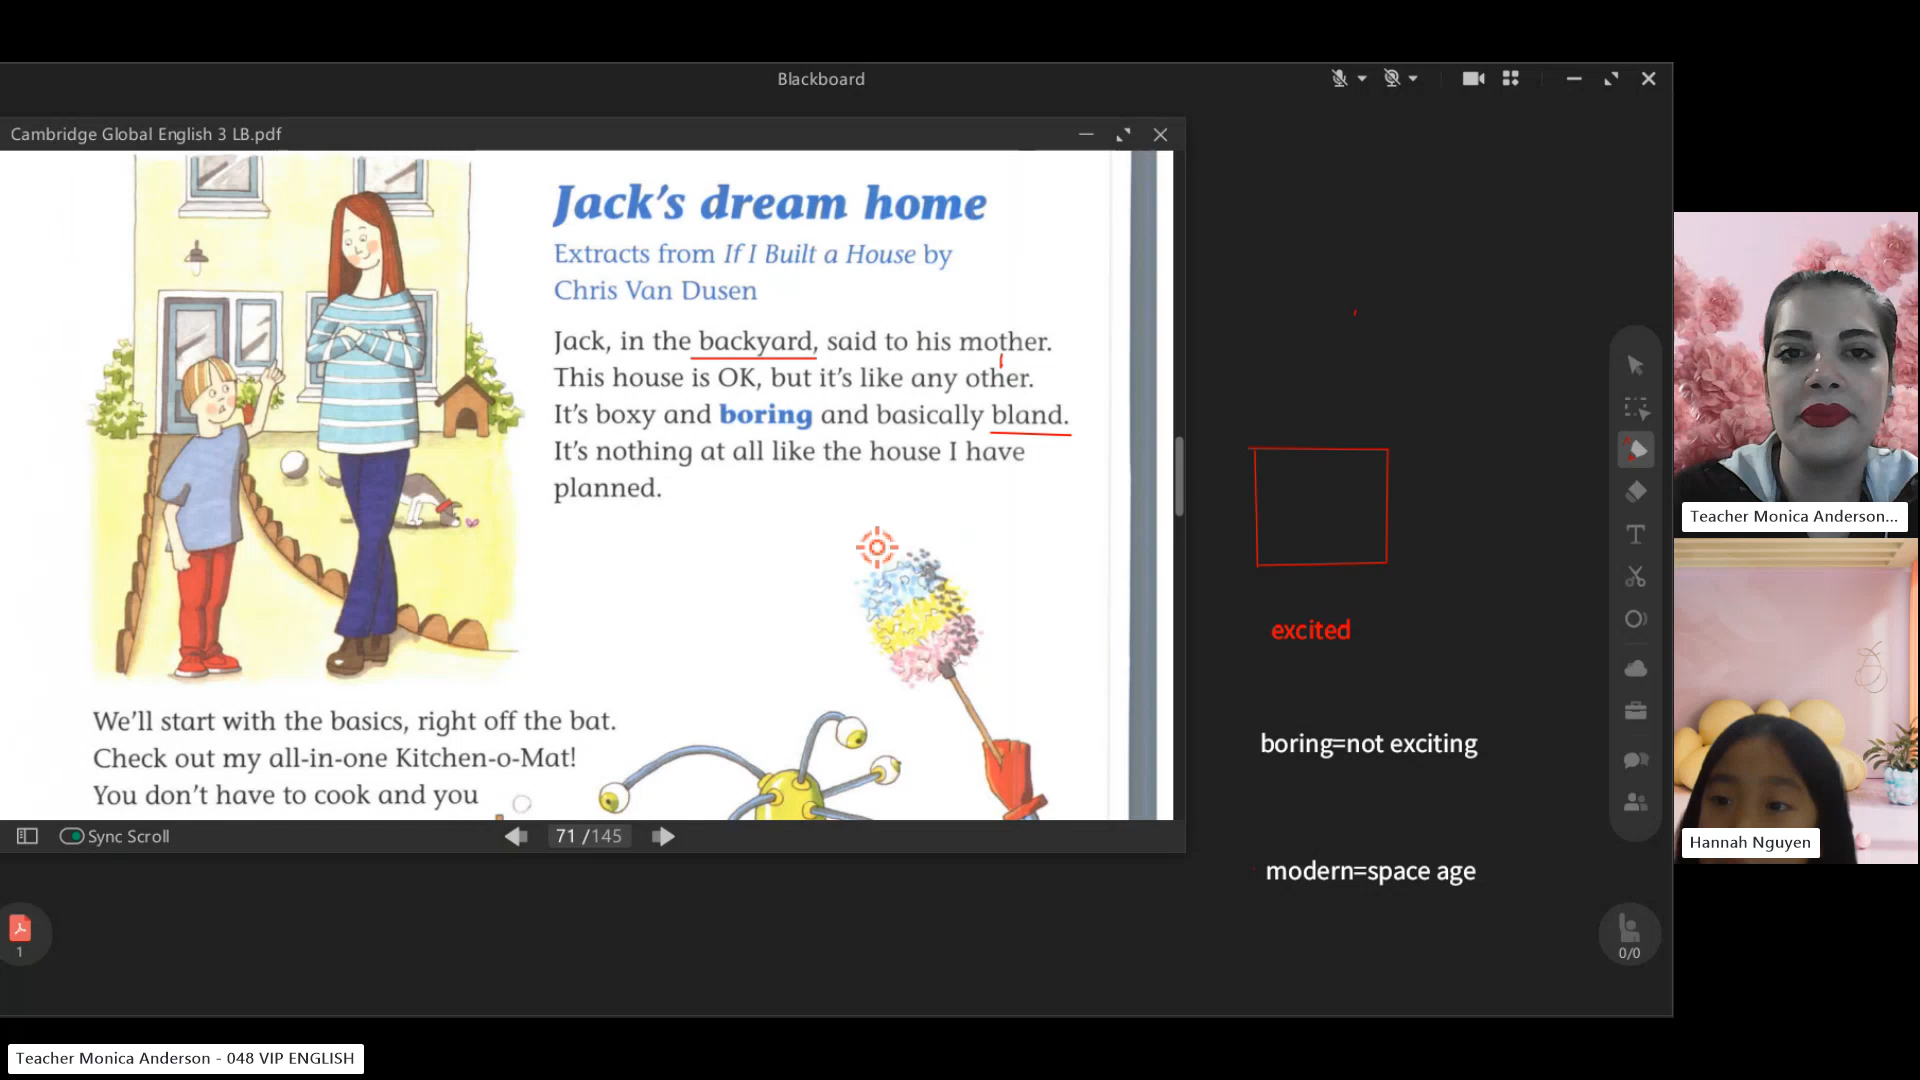 Blackboard
Cambridge Global English 3 LB.pdf
Jack's dream home
Extracts from If I Built a House by
Chris Van Dusen
Jack, in the backyard, said to his mother.
This house is OK, but it's like any other.
It's boxy and boring and basically bland.
It's nothing at all like the house I have
planned.
We'll start with the basics, right off the bat.
Check out my all-in-one Kitchen-o-Mat!
You don't have to cook and you
Sync Scroll
71 /145
excited
boring=not exciting
modern=space age
1
0/0
Teacher Monica Anderson...
Hannah Nguyen
Teacher Monica Anderson - 048 VIP ENGLISH